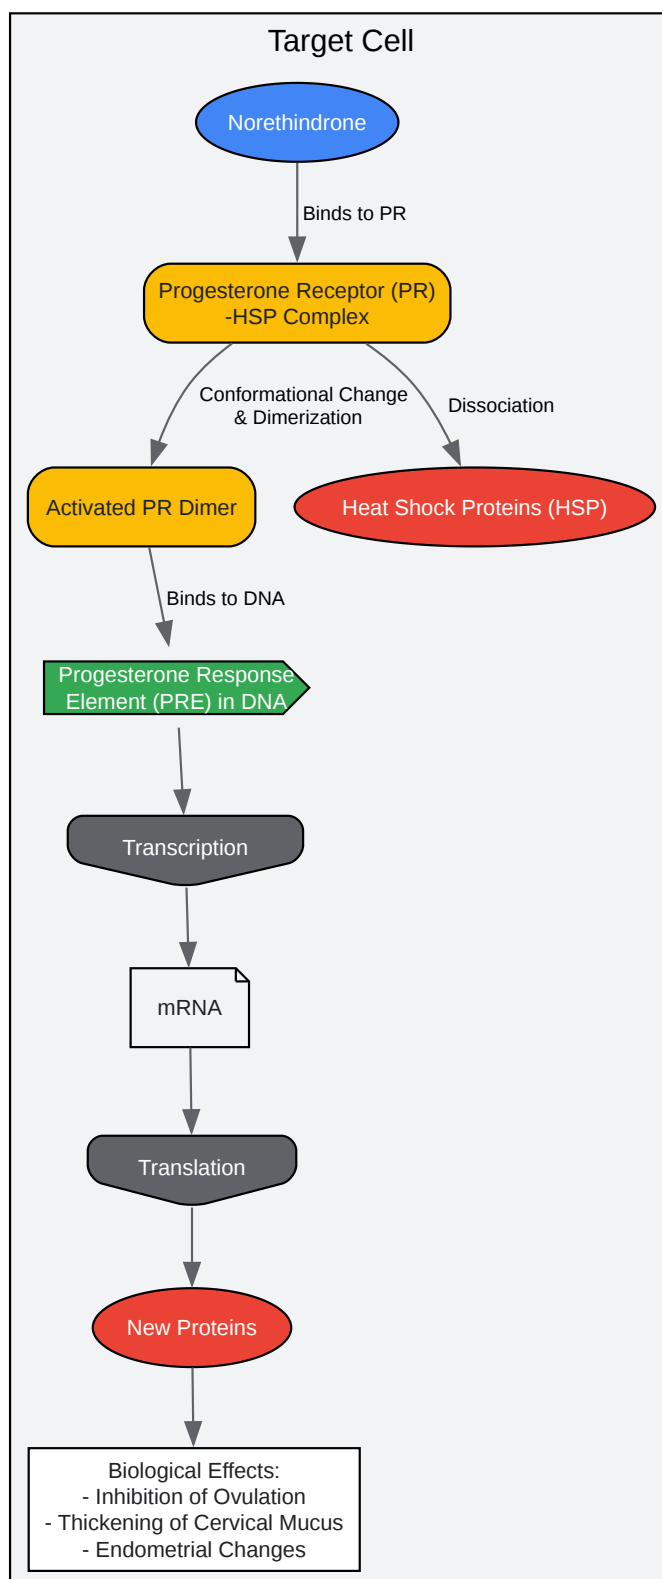 Target Cell
Norethindrone
Binds to PR
Progesterone Receptor (PR)
-HSP Complex
Conformational Change
& Dimerization
Dissociation
Activated PR Dimer
Heat Shock Proteins (HSP)
Binds to DNA
Progesterone Response
Element (PRE) in DNA
Transcription
mRNA
Translation
New Proteins
Biological Effects:
- Inhibition of Ovulation
- Thickening of Cervical Mucus
- Endometrial Changes